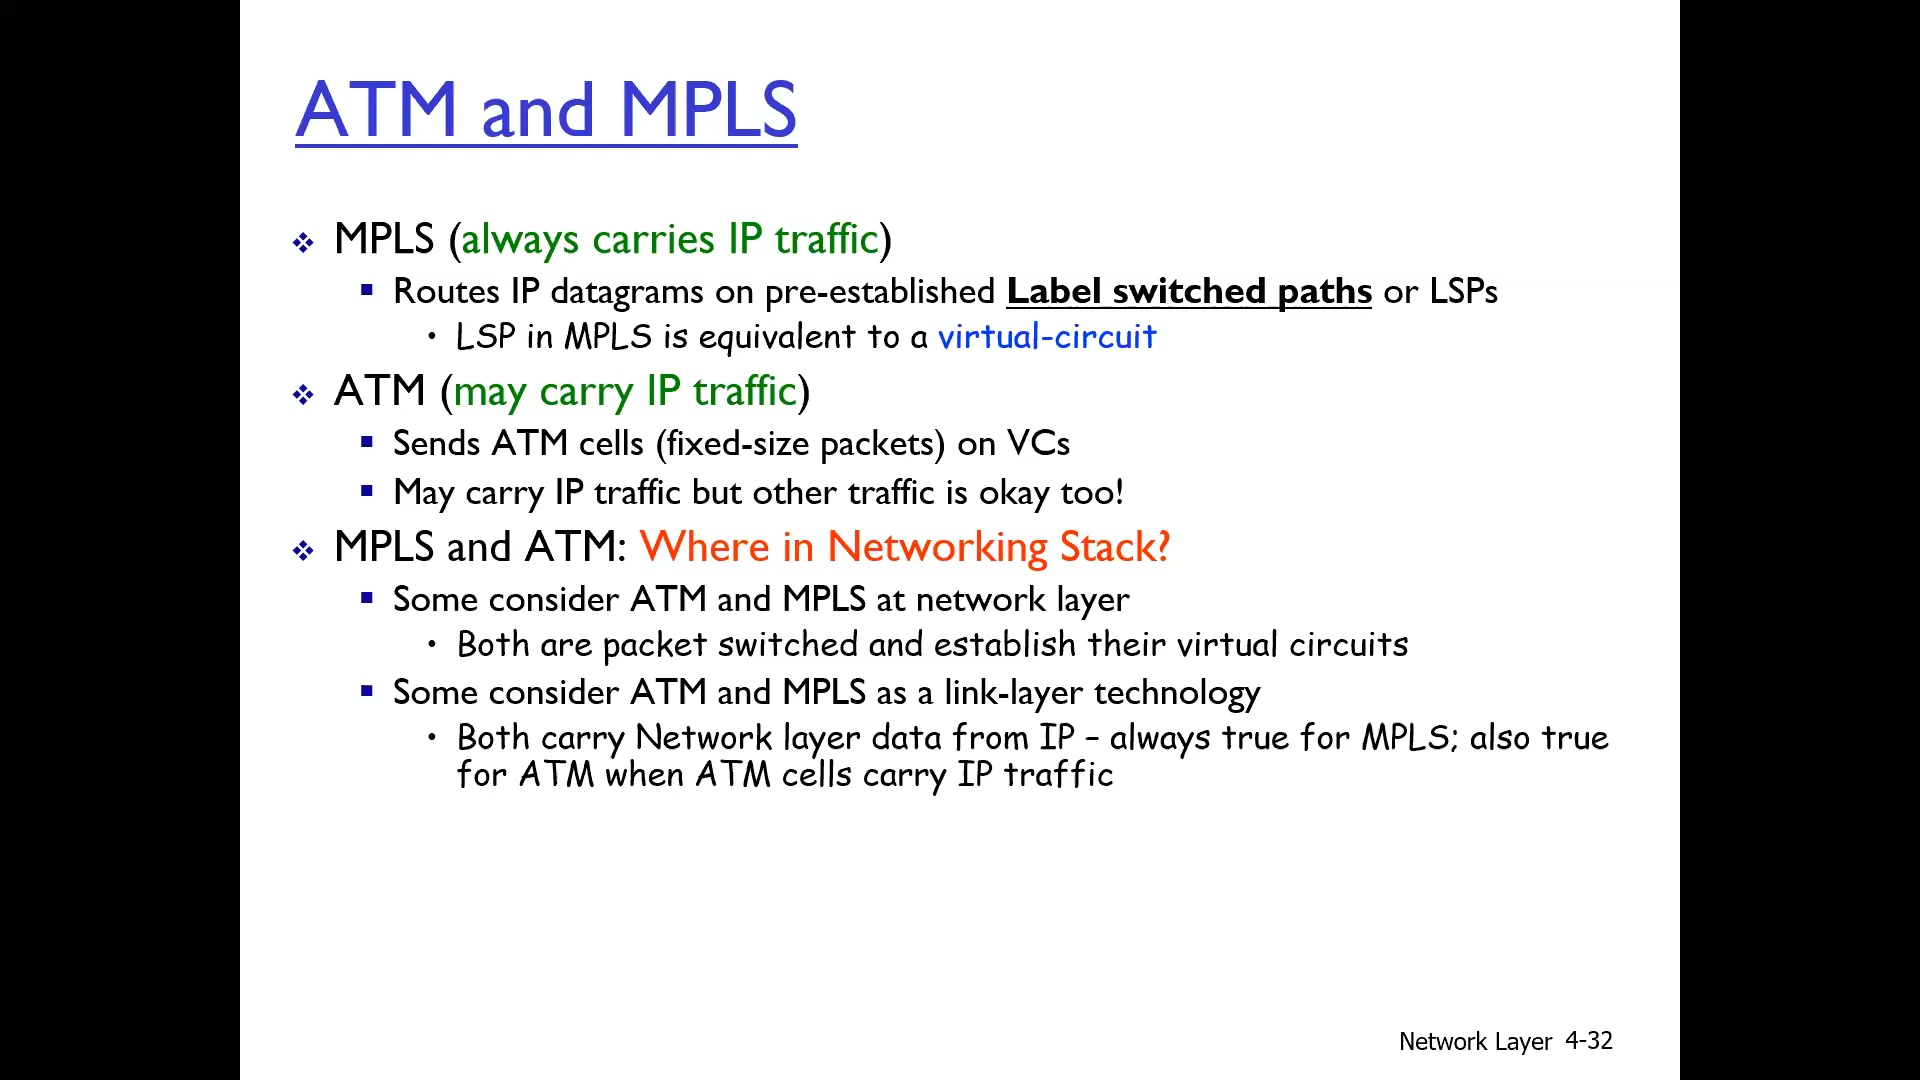 ATM and MPLS
❖ MPLS (always carries IP traffic)
▪ Routes IP datagrams on pre-established Label switched paths or LSPs
• LSP in MPLS is equivalent to a virtual-circuit
❖ ATM (may carry IP traffic)
▪ Sends ATM cells (fixed-size packets) on VCs
▪ May carry IP traffic but other traffic is okay too!
❖ MPLS and ATM: Where in Networking Stack?
▪ Some consider ATM and MPLS at network layer
• Both are packet switched and establish their virtual circuits
▪ Some consider ATM and MPLS as a link-layer technology
• Both carry Network layer data from IP – always true for MPLS; also true
for ATM when ATM cells carry IP traffic
Network Layer 4-32